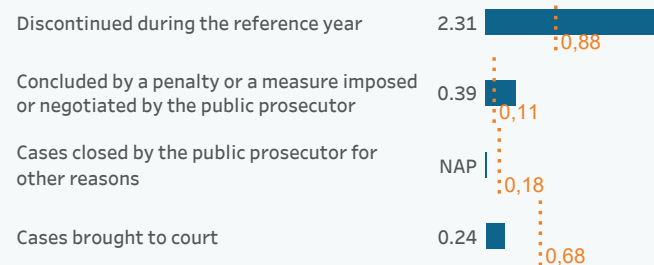 Discontinued during the reference year 2.31
0,88
Concluded by a penalty or a measure imposed
or negotiated by the public prosecutor 0.39
0,11
Cases closed by the public prosecutor for
other reasons NAP
0,18
Cases brought to court 0.24
0,68